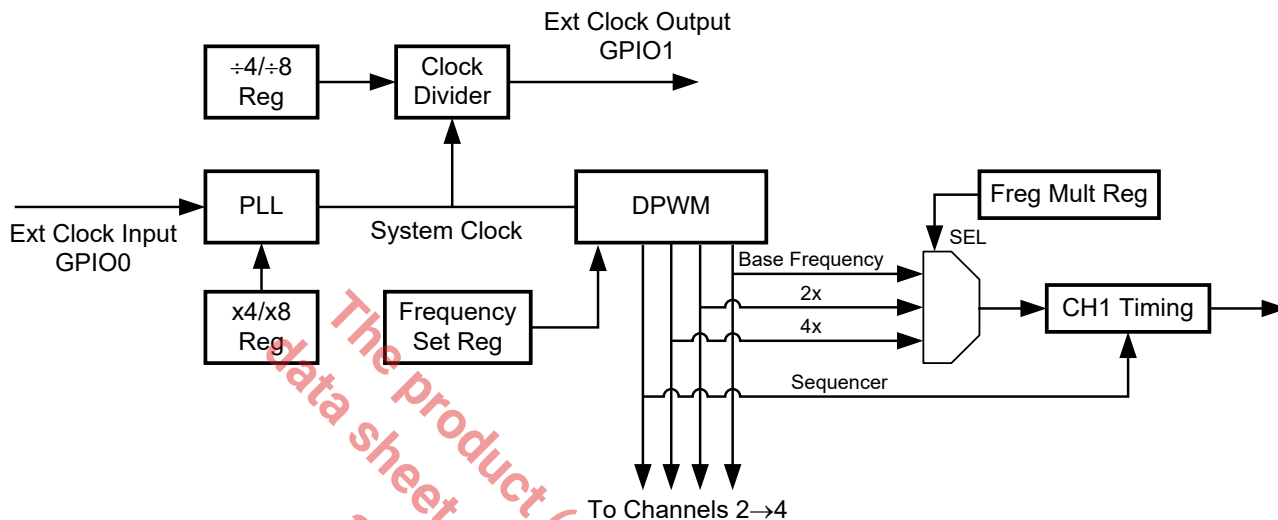 Ext Clock Output
GPIO1
÷4/÷8
Reg
Clock
Divider
PLL
System Clock
DPWM
Freg Mult Reg
Ext Clock Input
GPIO0
SEL
Base Frequency
2x
4x
x4/x8
Reg
Frequency
Set Reg
CH1 Timing
Sequencer
To Channels 2→4
The product (
data sheet